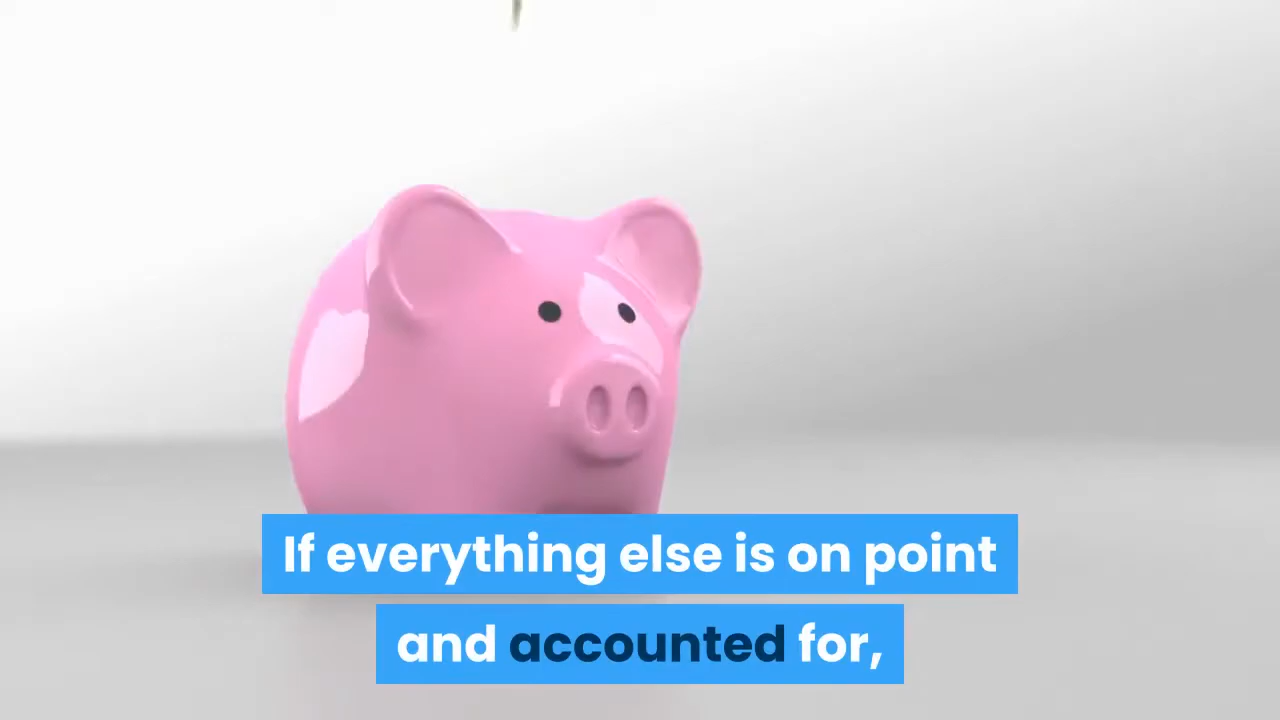 If everything else is on point
and accounted for,